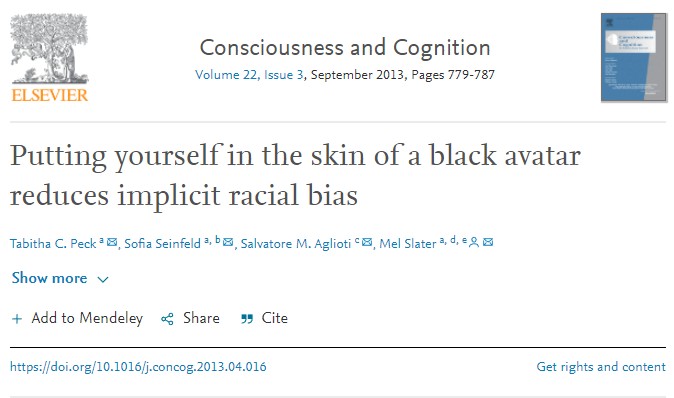 Consciousness and Cognition
Volume 22, Issue 3, September 2013, Pages 779-787
ELSEVIER
Putting yourself in the skin of a black avatar
reduces implicit racial bias
Tabitha C. Peck a, Sofia Seinfeld a, b, Salvatore M. Aglioti c, Mel Slater a, d, e
Show more
+ Add to Mendeley Share Cite
https://doi.org/10.1016/j.concog.2013.04.016 Get rights and content